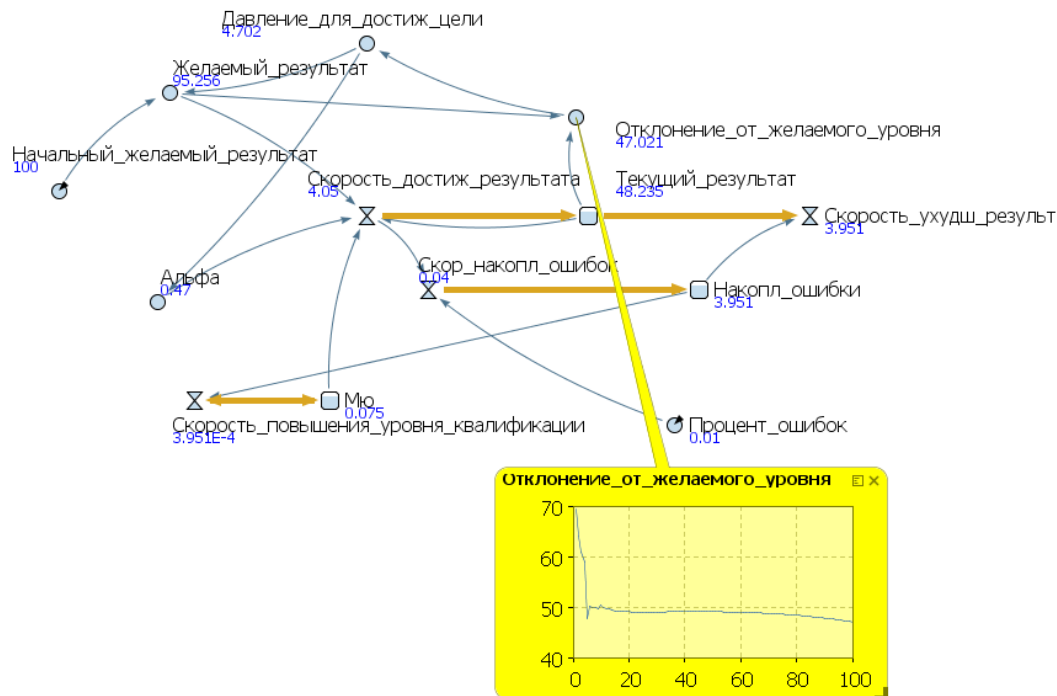 Давление_для_достиж_цели
4.702
Желаемый_результат
95.256
Начальный_желаемый_результат
100
Отклонение_от_желаемого_уровня
47.021
Скорость_достиж_результата
4.05
Текущий_результат
48.235
Скорость_ухудш_результ
3.951
Альфа
0.47
Скор_накопл_ошибок
0.04
Накопл_ошибки
3.951
Мю
0.075
Скорость_повышения_уровня_квалификации
3.951E-4
Процент_ошибок
0.01
Отклонение_от_желаемого_уровня
70
60
50
40
0 20 40 60 80 100